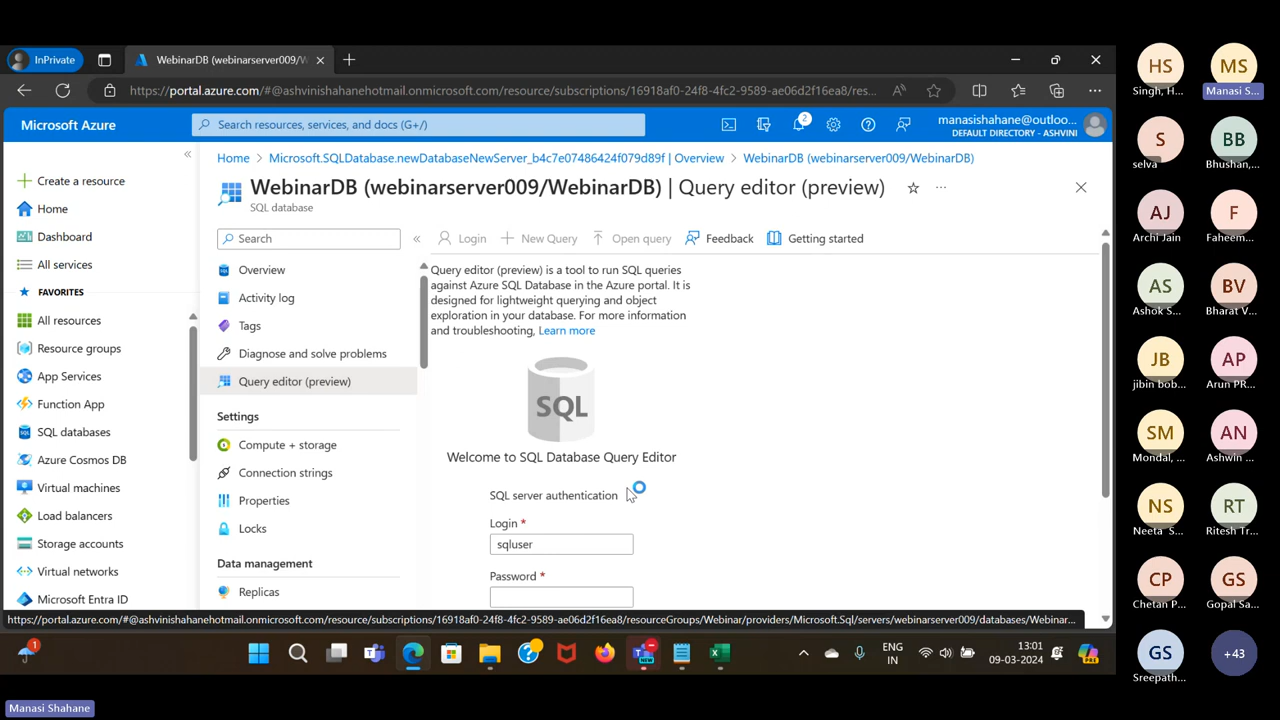 InPrivate
WebinarDB (webinarserver009/W
https://portal.azure.com/#@ashvinishahanehotmail.onmicrosoft.com/resource/subscriptions/16918af0-24f8-4fc2-9589-ae06d2f16ea8/res...
Microsoft Azure
Search resources, services, and docs (G+/)
2
manasishahane@outloo...
DEFAULT DIRECTORY - ASHVINI
Create a resource
Home
Dashboard
All services
FAVORITES
All resources
Resource groups
App Services
Function App
SQL databases
Azure Cosmos DB
Virtual machines
Load balancers
Storage accounts
Virtual networks
Microsoft Entra ID
Home > Microsoft.SQLDatabase.newDatabaseNewServer_b4c7e07486424f079d89f | Overview > WebinarDB (webinarserver009/WebinarDB)
WebinarDB (webinarserver009/WebinarDB) | Query editor (preview)
SQL database
Search
Overview
Activity log
Tags
Diagnose and solve problems
Query editor (preview)
Settings
Compute + storage
Connection strings
Properties
Locks
Data management
Replicas
Login
New Query
Open query
Feedback
Getting started
Query editor (preview) is a tool to run SQL queries
against Azure SQL Database in the Azure portal. It is
designed for lightweight querying and object
exploration in your database. For more information
and troubleshooting, Learn more
SQL
Welcome to SQL Database Query Editor
SQL server authentication
Login *
sqluser
Password *
https://portal.azure.com/#@ashvinishahanehotmail.onmicrosoft.com/resource/subscriptions/16918af0-24f8-4fc2-9589-ae06d2f16ea8/resourceGroups/Webinar/providers/Microsoft.Sql/servers/webinarserver009/databases/Webinar...
1
NEW
ENG
IN
13:01
09-03-2024
PRE
Manasi Shahane
HS
Singh, H...
MS
Manasi S...
S
selva
BB
Bhushan,...
AJ
Archi Jain
F
Faheem...
AS
Ashok S...
BV
Bharat V...
JB
jibin bob...
AP
Arun PR...
SM
Mondal, ...
AN
Ashwin ...
NS
Neeta S...
RT
Ritesh Tr...
CP
Chetan P...
GS
Gopal Sa...
GS
Sreepath...
+43